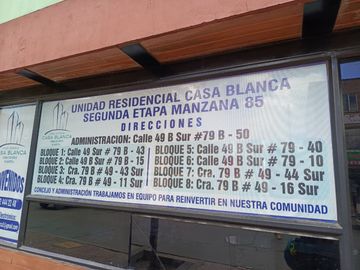 UNIDAD RESIDENCIAL CASA BLANCA
SEGUNDA ETAPA MANZANA 85
DIRECCIONES
ADMINISTRACION: Calle 49 B Sur #79 B - 50
BLOQUE 1: Calle 49 Sur # 79 B - 43
BLOQUE 2: Calle 49 Sur # 79 B - 15
BLOQUE 3: Cra. 79 B # 49 - 43 Sur
BLOQUE 4: Cra. 79 B # 49 - 11 Sur
BLOQUE 5: Calle 49 B Sur # 79 - 40
BLOQUE 6: Calle 49 B Sur # 79 - 10
BLOQUE 7: Cra. 79 # 49 - 44 Sur
BLOQUE 8: Cra. 79 # 49 - 16 Sur
CONCEJO Y ADMINISTRACIÓN TRABAJAMOS EN EQUIPO PARA REINVERTIR EN NUESTRA COMUNIDAD
CASA BLANCA
CASA BLANCA
VENIDOS